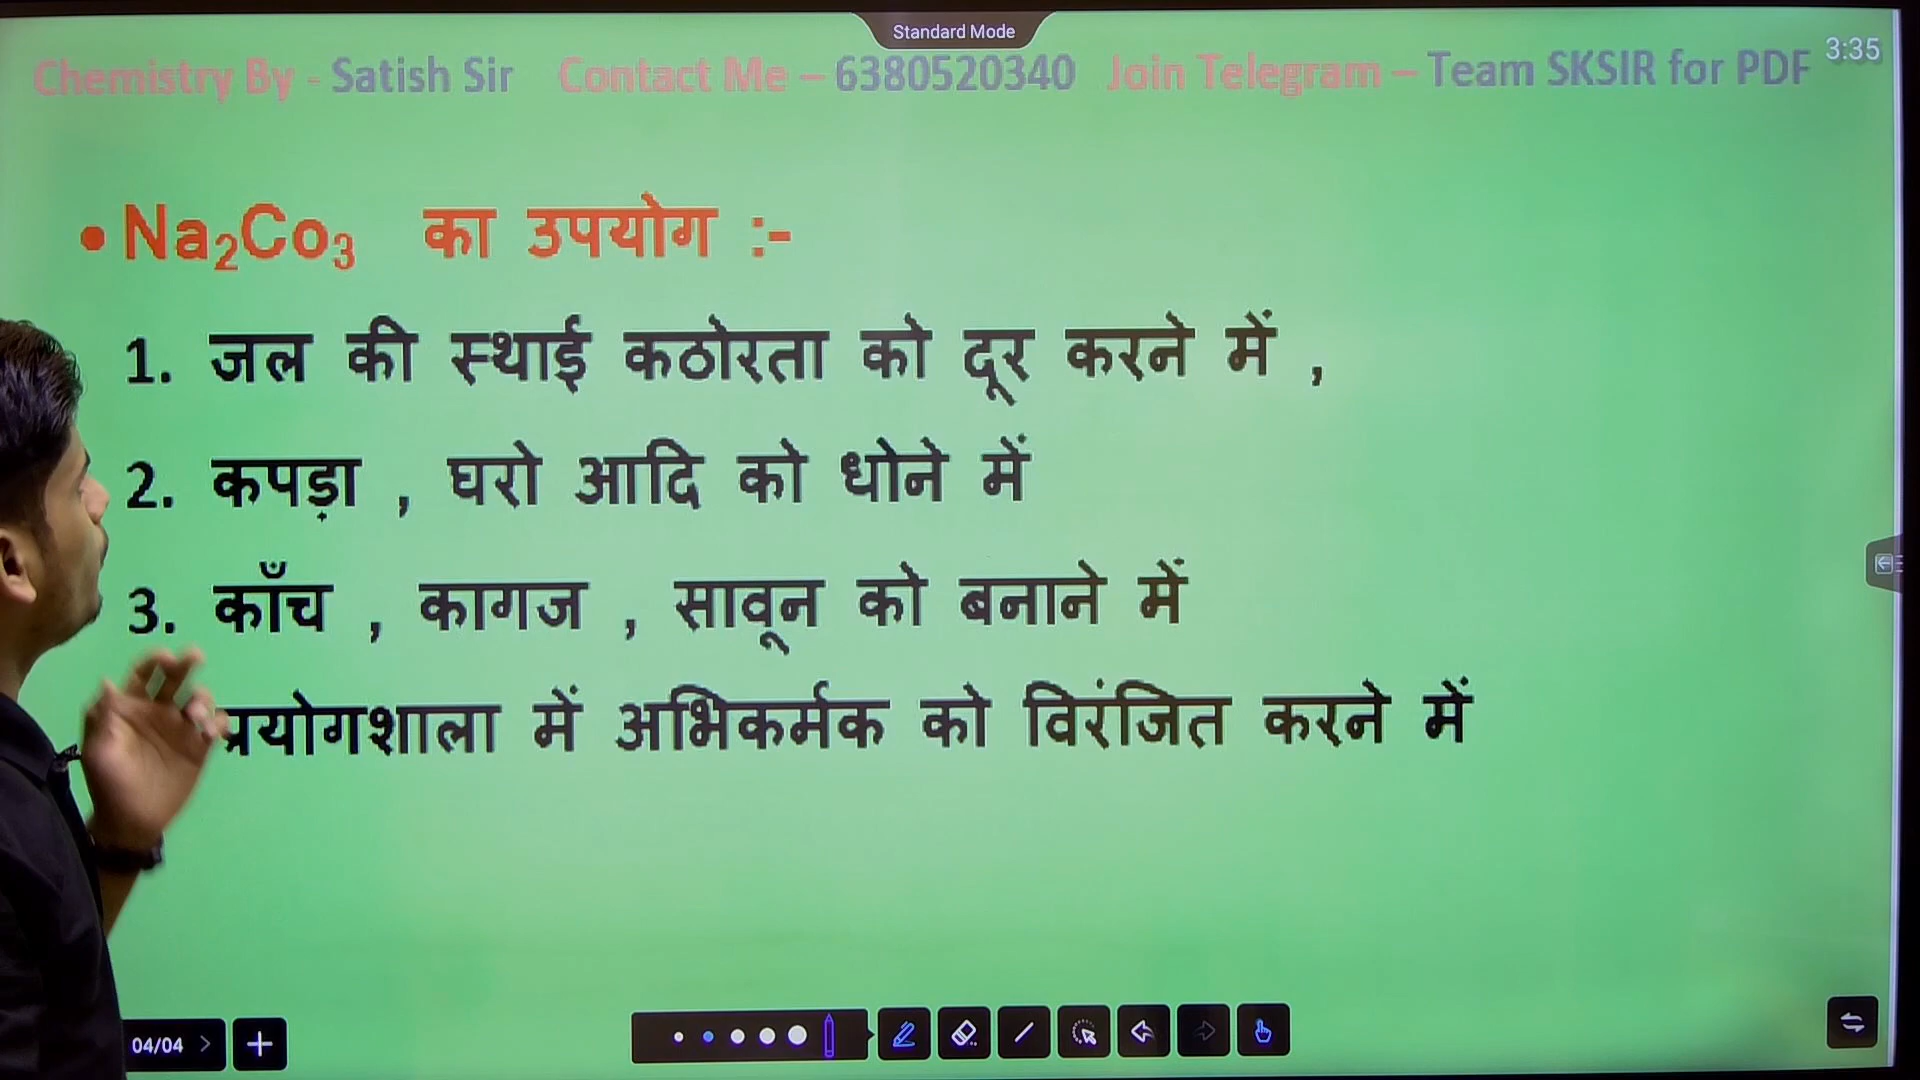 Standard Mode
Chemistry By - Satish Sir Contact Me – 6380520340 Join Telegram – Team SKSIR for PDF 3:35
• Na₂Co₃ का उपयोग :-
1. जल की स्थाई कठोरता को दूर करने में ,
2. कपड़ा , घरो आदि को धोने में
3. काँच , कागज , सावून को बनाने में
प्रयोगशाला में अभिकर्मक को विरंजित करने में
04/04